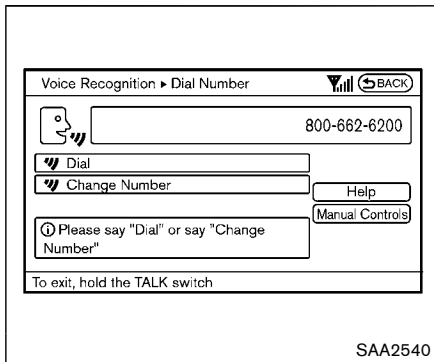 Voice Recognition ▸ Dial Number BACK
800-662-6200
Dial
Change Number
Help
Manual Controls
Please say "Dial" or say "Change
Number"
To exit, hold the TALK switch
SAA2540